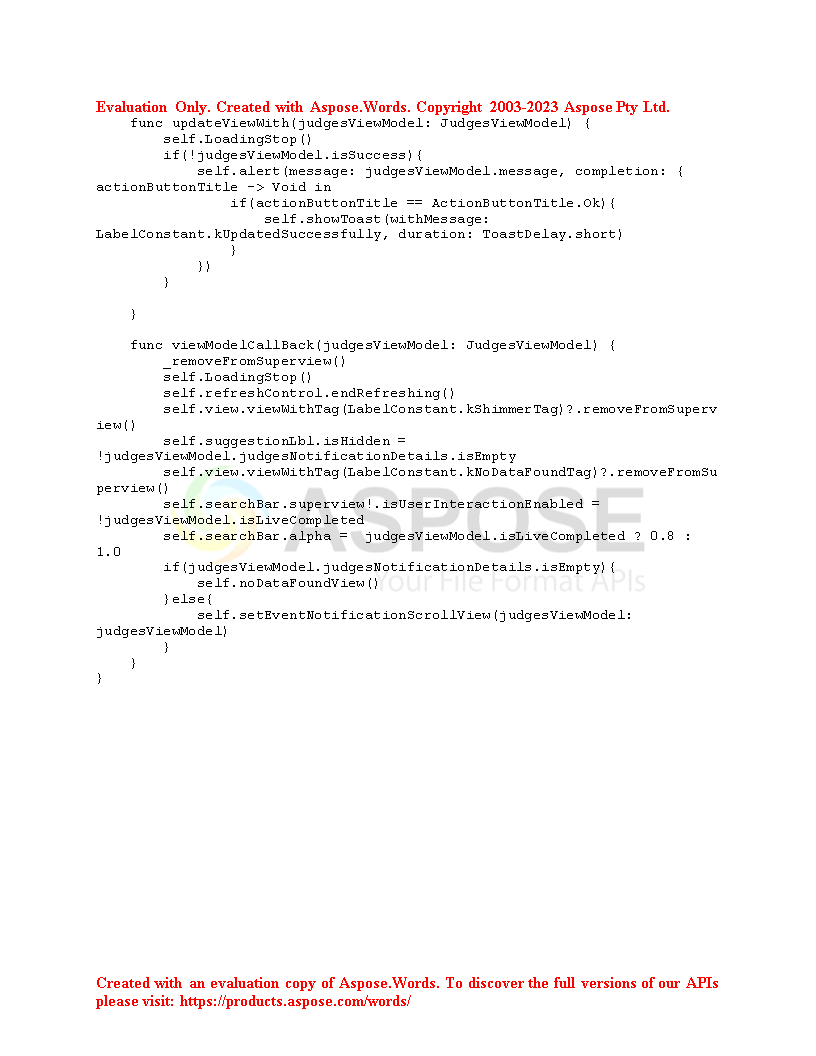 Evaluation Only. Created with Aspose.Words. Copyright 2003-2023 Aspose Pty Ltd.
    func updateViewWith(judgesViewModel: JudgesViewModel) {
        self.LoadingStop()
        if(!judgesViewModel.isSuccess){
            self.alert(message: judgesViewModel.message, completion: {
actionButtonTitle -> Void in
                if(actionButtonTitle == ActionButtonTitle.Ok){
                    self.showToast(withMessage:
LabelConstant.kUpdatedSuccessfully, duration: ToastDelay.short)
                }
            })
        }

    }

    func viewModelCallBack(judgesViewModel: JudgesViewModel) {
        _removeFromSuperview()
        self.LoadingStop()
        self.refreshControl.endRefreshing()
        self.view.viewWithTag(LabelConstant.kShimmerTag)?.removeFromSuperv
iew()
        self.suggestionLbl.isHidden =
!judgesViewModel.judgesNotificationDetails.isEmpty
        self.view.viewWithTag(LabelConstant.kNoDataFoundTag)?.removeFromSu
perview()
        self.searchBar.superview!.isUserInteractionEnabled =
!judgesViewModel.isLiveCompleted
        self.searchBar.alpha =  judgesViewModel.isLiveCompleted ? 0.8 :
1.0
        if(judgesViewModel.judgesNotificationDetails.isEmpty){
            self.noDataFoundView()
        }else{
            self.setEventNotificationScrollView(judgesViewModel:
judgesViewModel)
        }
    }
}
ASPOSE
Your File Format APIs
Created with an evaluation copy of Aspose.Words. To discover the full versions of our APIs
please visit: https://products.aspose.com/words/